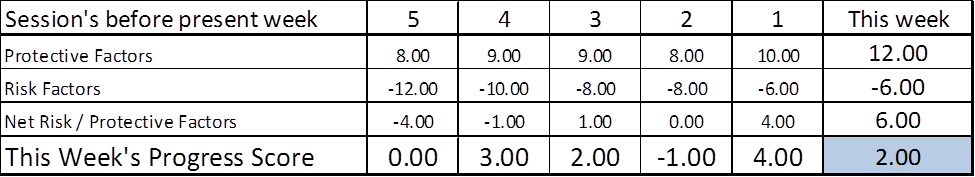 Session's before present week 5 4 3 2 1 This week
Protective Factors 8.00 9.00 9.00 8.00 10.00 12.00
Risk Factors -12.00 -10.00 -8.00 -8.00 -6.00 -6.00
Net Risk / Protective Factors -4.00 -1.00 1.00 0.00 4.00 6.00
This Week's Progress Score 0.00 3.00 2.00 -1.00 4.00 2.00